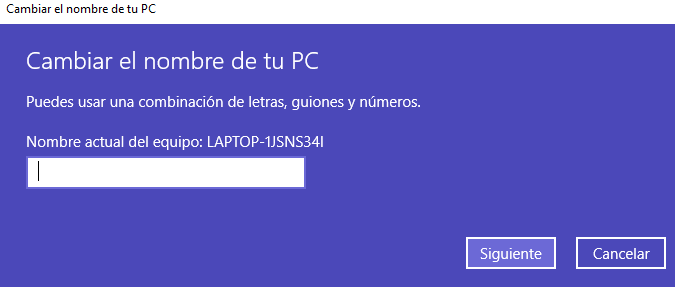 Cambiar el nombre de tu PC
Cambiar el nombre de tu PC
Puedes usar una combinación de letras, guiones y números.
Nombre actual del equipo: LAPTOP-1JSNS34I
Siguiente
Cancelar